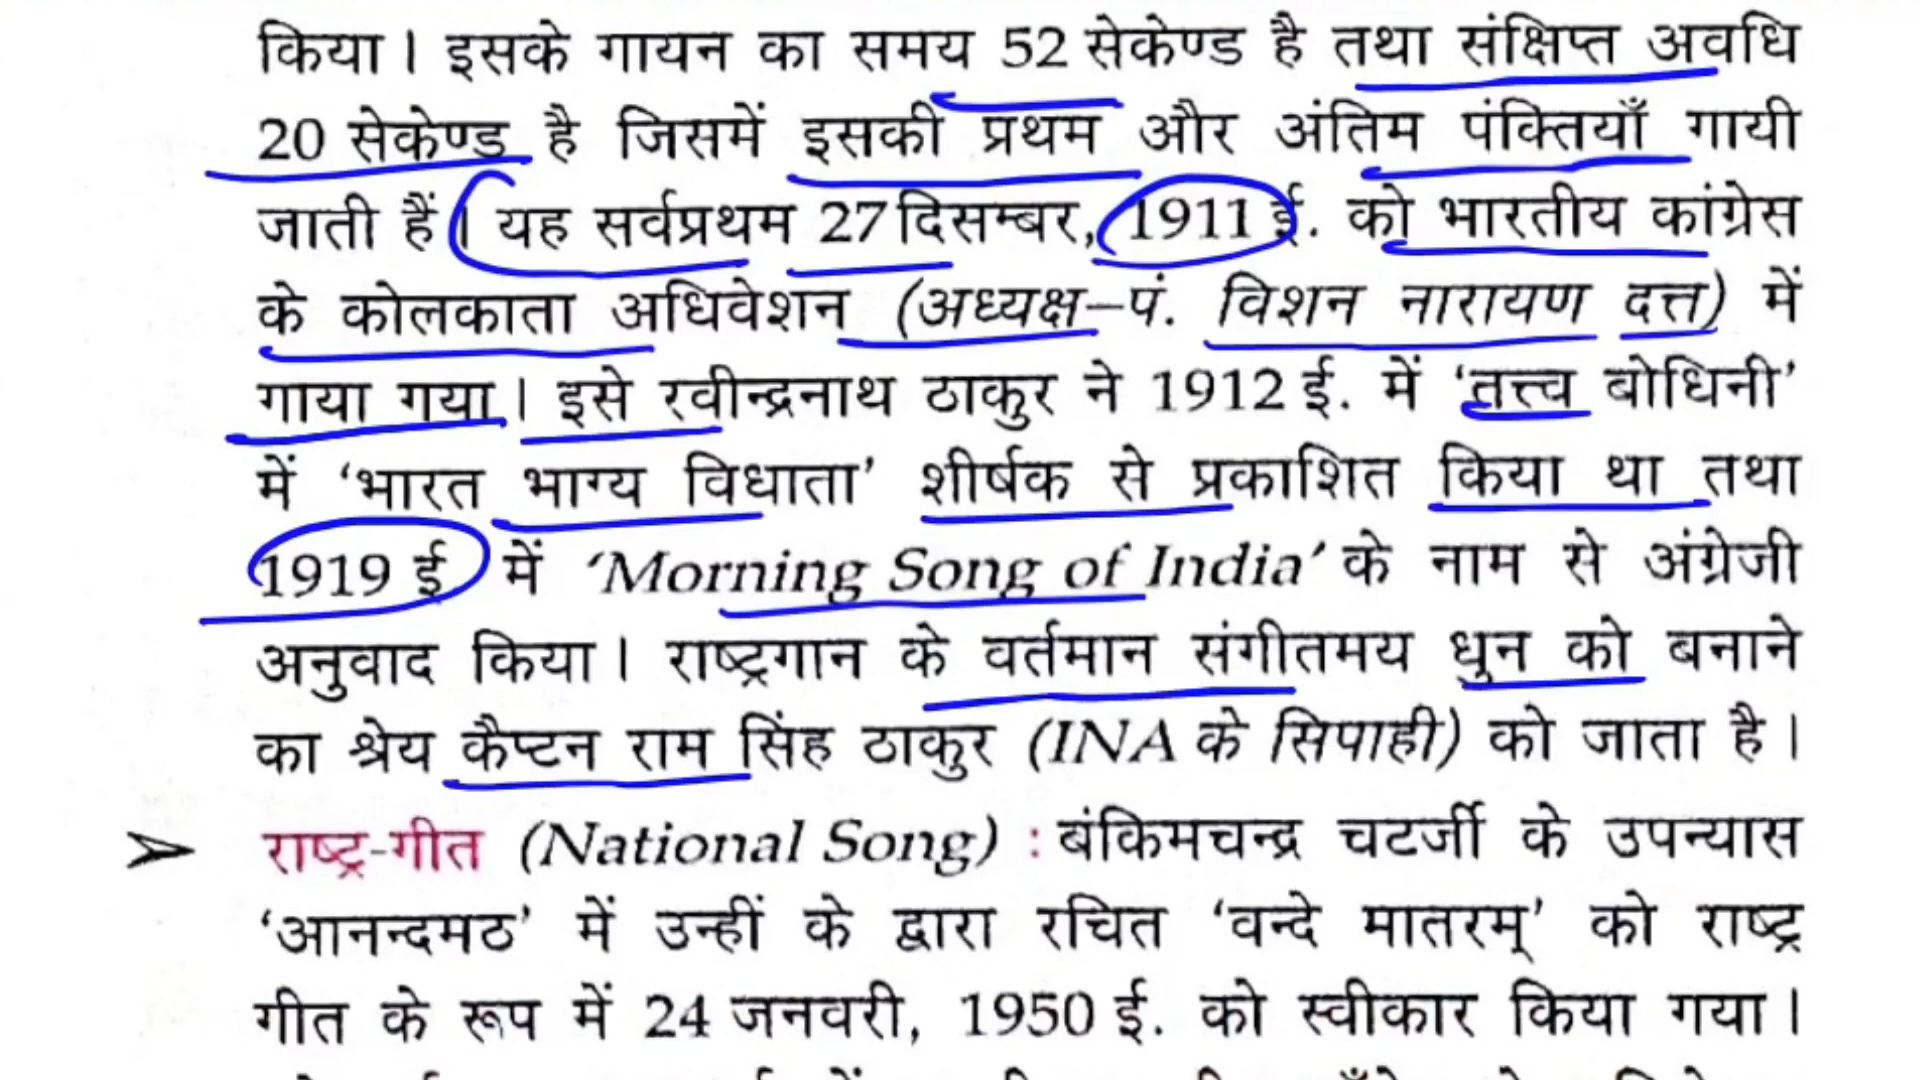 किया। इसके गायन का समय 52 सेकेण्ड है तथा संक्षिप्त अवधि
20 सेकेण्ड है जिसमें इसकी प्रथम और अंतिम पंक्तियाँ गायी
जाती हैं। यह सर्वप्रथम 27 दिसम्बर, 1911 ई. को भारतीय कांग्रेस
के कोलकाता अधिवेशन (अध्यक्ष–पं. विशन नारायण दत्त) में
गाया गया। इसे रवीन्द्रनाथ ठाकुर ने 1912 ई. में ‘तत्त्व बोधिनी’
में ‘भारत भाग्य विधाता’ शीर्षक से प्रकाशित किया था तथा
1919 ई में ‘Morning Song of India’ के नाम से अंग्रेजी
अनुवाद किया। राष्ट्रगान के वर्तमान संगीतमय धुन को बनाने
का श्रेय कैप्टन राम सिंह ठाकुर (INA के सिपाही) को जाता है।
➢ राष्ट्र-गीत (National Song) : बंकिमचन्द्र चटर्जी के उपन्यास
‘आनन्दमठ’ में उन्हीं के द्वारा रचित ‘वन्दे मातरम्’ को राष्ट्र
गीत के रूप में 24 जनवरी, 1950 ई. को स्वीकार किया गया।